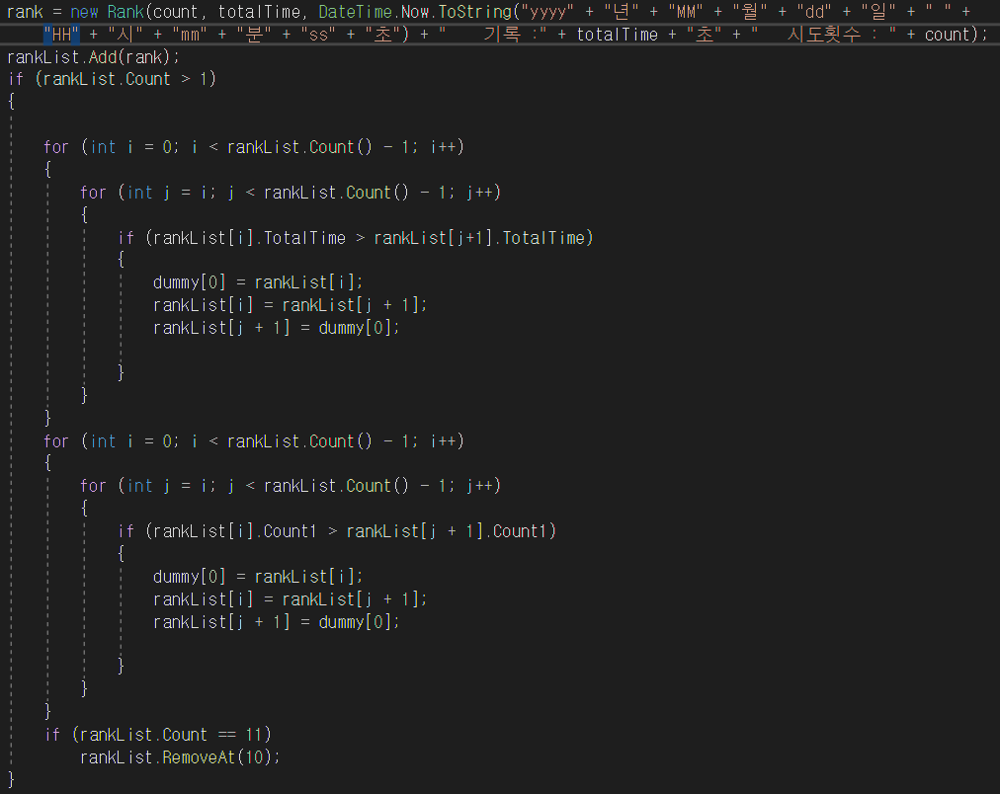 rank = new Rank(count, totalTime, DateTime.Now.ToString("yyyy" + "년" + "MM" + "월" + "dd" + "일" + " " +
"HH" + "시" + "mm" + "분" + "ss" + "초") + "    기록 :" + totalTime + "초" + "    시도횟수 : " + count);
rankList.Add(rank);
if (rankList.Count > 1)
{
for (int i = 0; i < rankList.Count() - 1; i++)
{
for (int j = i; j < rankList.Count() - 1; j++)
{
if (rankList[i].TotalTime > rankList[j+1].TotalTime)
{
dummy[0] = rankList[i];
rankList[i] = rankList[j + 1];
rankList[j + 1] = dummy[0];
}
}
}
for (int i = 0; i < rankList.Count() - 1; i++)
{
for (int j = i; j < rankList.Count() - 1; j++)
{
if (rankList[i].Count1 > rankList[j + 1].Count1)
{
dummy[0] = rankList[i];
rankList[i] = rankList[j + 1];
rankList[j + 1] = dummy[0];
}
}
}
if (rankList.Count == 11)
rankList.RemoveAt(10);
}